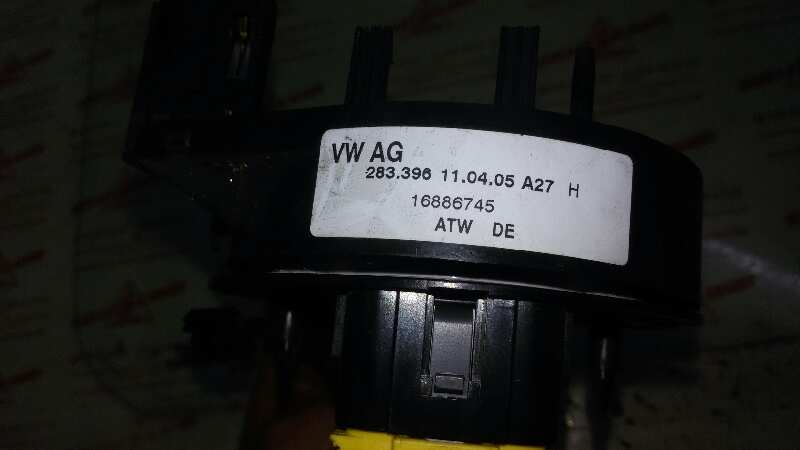 VW AG
283.396 11.04.05 A27 H
16886745
ATW DE